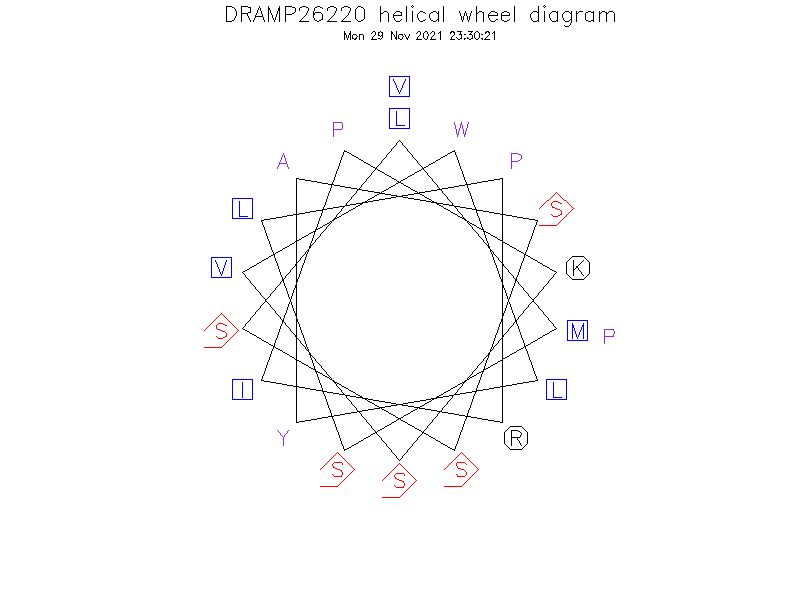 DRAMP26220 helical wheel diagram
Mon 29 Nov 2021 23:30:21
V
L
P W
A P
L S
V K
S M P
I L
Y R
S S S